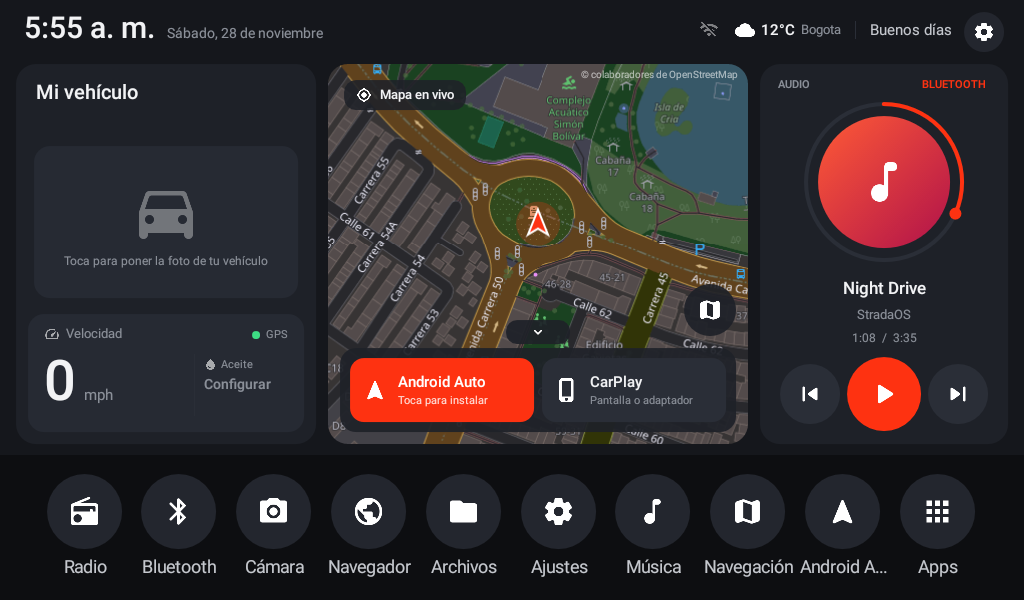 5:55 a. m.
Sábado, 28 de noviembre
12°C Bogota
Buenos días
Mi vehículo
Toca para poner la foto de tu vehículo
Velocidad
GPS
0 mph
Aceite
Configurar
© colaboradores de OpenStreetMap
Mapa en vivo
Complejo
Acuático
Simón
Bolívar
Isla de
Cria
Cabaña
17
Cabaña
18
Carrera 55
Calle 61
Carrera 54A
Carrera 54
Carrera 53
Carrera 50
46-28
45-21
Calle 62
Carrera 45
P
Avenida Ca
37
Edificio
Calle 60
Android Auto
Toca para instalar
CarPlay
Pantalla o adaptador
AUDIO
BLUETOOTH
Night Drive
StradaOS
1:08 / 3:35
Radio
Bluetooth
Cámara
Navegador
Archivos
Ajustes
Música
Navegación
Android A...
Apps